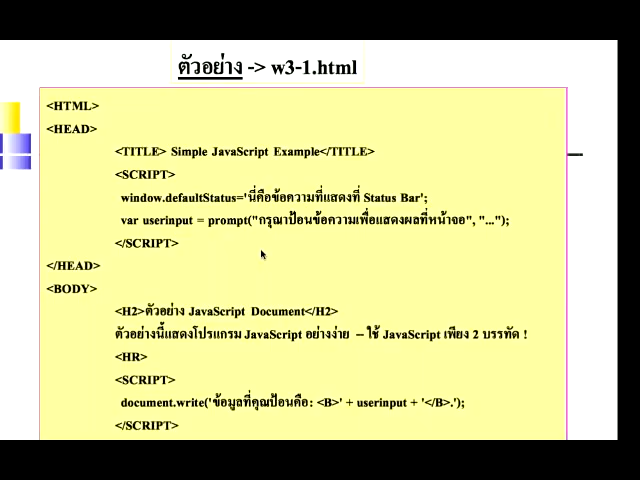 ตัวอย่าง -> w3-1.html
<HTML>
<HEAD>
<TITLE> Simple JavaScript Example</TITLE>
<SCRIPT>
window.defaultStatus='นี่คือข้อความที่แสดงที่ Status Bar';
var userinput = prompt("กรุณาป้อนข้อความเพื่อแสดงผลที่หน้าจอ", "...");
</SCRIPT>
</HEAD>
<BODY>
<H2>ตัวอย่าง JavaScript Document</H2>
ตัวอย่างนี้แสดงโปรแกรม JavaScript อย่างง่าย – ใช้ JavaScript เพียง 2 บรรทัด !
<HR>
<SCRIPT>
document.write('ข้อมูลที่คุณป้อนคือ: <B>' + userinput + '</B>.');
</SCRIPT>